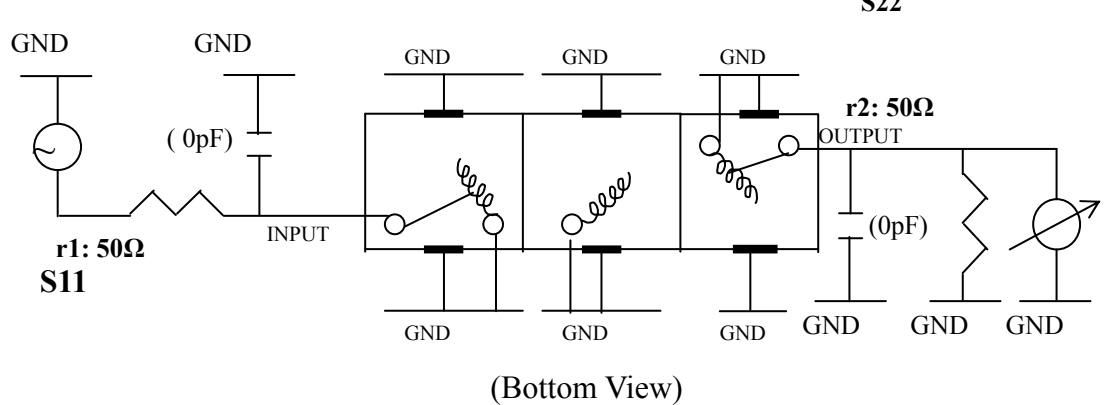 S22
GND
GND
GND
GND
GND
r2: 50Ω
( 0pF)
OUTPUT
INPUT
(0pF)
r1: 50Ω
S11
GND
GND
GND
GND
GND
GND
(Bottom View)